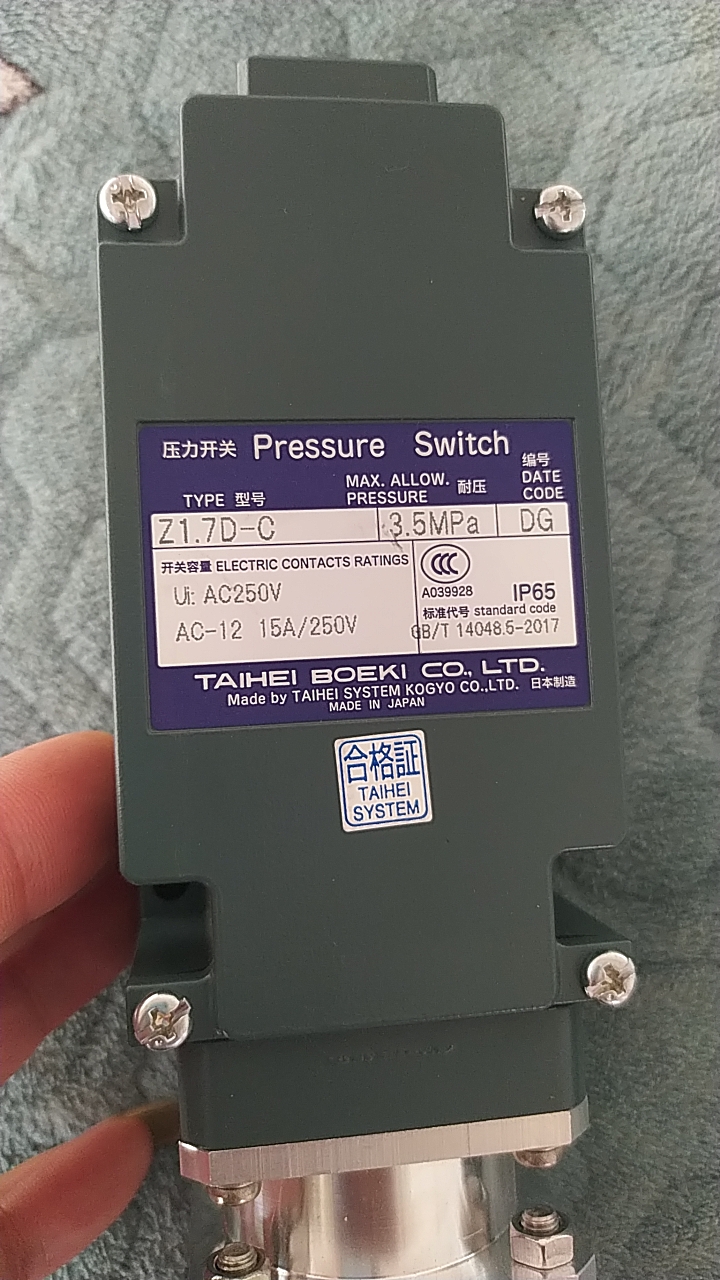 压力开关 Pressure Switch
TYPE 型号
MAX. ALLOW. PRESSURE 耐压
编号 DATE CODE
Z1.7D-C 3.5MPa DG
开关容量 ELECTRIC CONTACTS RATINGS
Ui: AC250V
AC-12 15A/250V
CCC
A039928 IP65
标准代号 standard code
GB/T 14048.5-2017
TAIHEI BOEKI CO., LTD.
Made by TAIHEI SYSTEM KOGYO CO.,LTD. 日本制造
MADE IN JAPAN
合格証
TAIHEI
SYSTEM